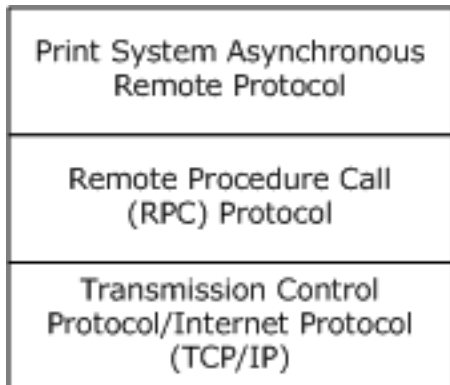 Print System Asynchronous
Remote Protocol
Remote Procedure Call
(RPC) Protocol
Transmission Control
Protocol/Internet Protocol
(TCP/IP)